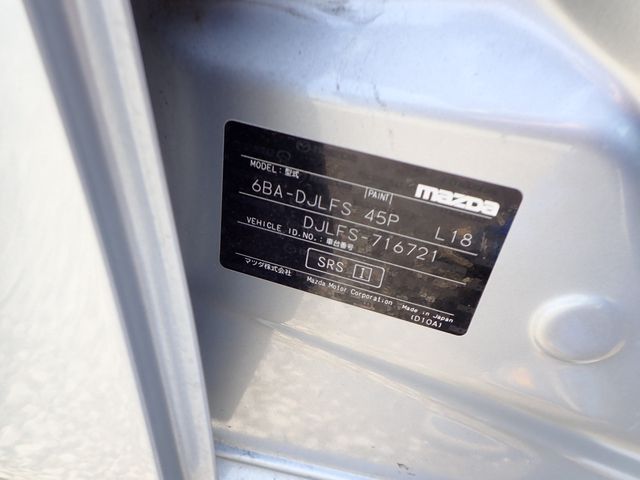 MODEL:型式 PAINT mazda
6BA-DJLFS 45P L18
VEHICLE ID.NO.:車台番号
DJLFS-716721
SRS I
マツダ株式会社 Mazda Motor Corporation Made in Japan
(D10A)